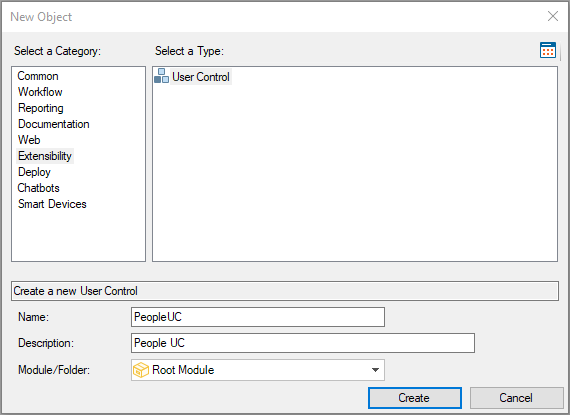 New Object
Select a Category:
Select a Type:
Common
Workflow
Reporting
Documentation
Web
Extensibility
Deploy
Chatbots
Smart Devices
User Control
Create a new User Control
Name: PeopleUC
Description: People UC
Module/Folder: Root Module
Create Cancel